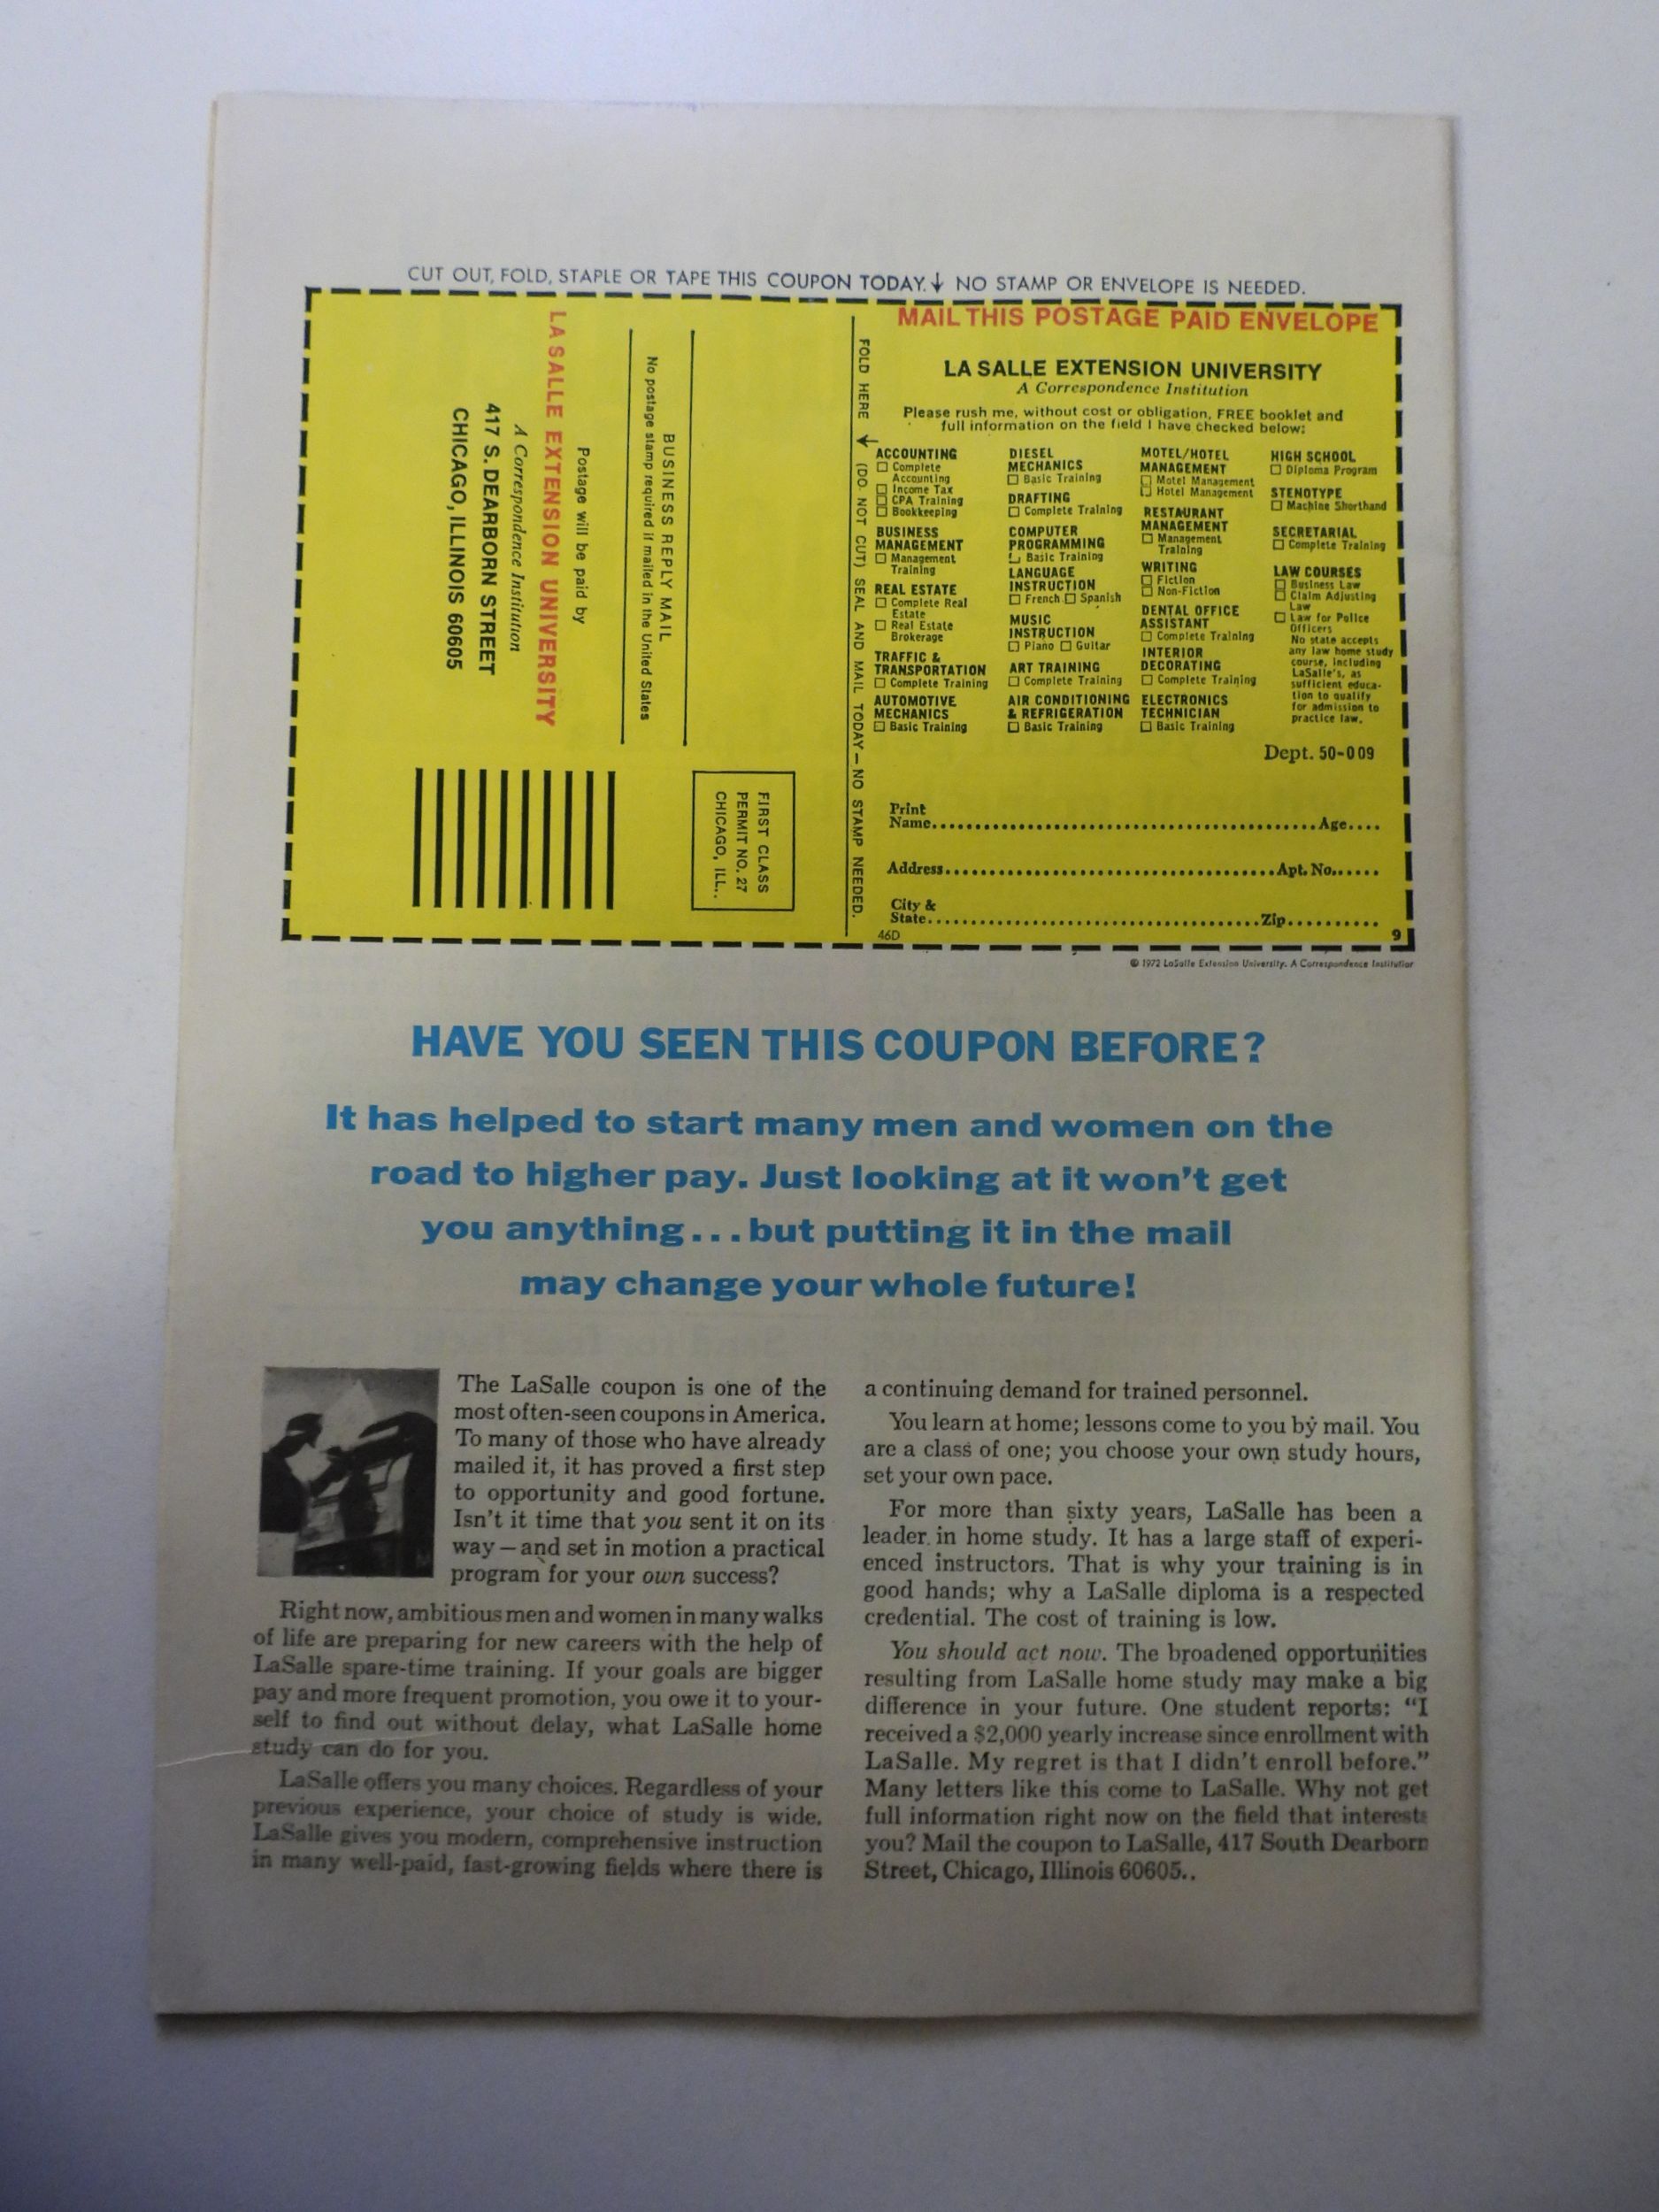 CUT OUT, FOLD, STAPLE OR TAPE THIS COUPON TODAY.↓ NO STAMP OR ENVELOPE IS NEEDED.
LA SALLE EXTENSION UNIVERSITY
A Correspondence Institution
417 S. DEARBORN STREET
CHICAGO, ILLINOIS 60605
Postage will be paid by
No postage stamp required if mailed in the United States
BUSINESS REPLY MAIL
FIRST CLASS
PERMIT NO. 27
CHICAGO, ILL..
FOLD HERE ↓ (DO NOT CUT) SEAL AND MAIL TODAY — NO STAMP NEEDED.
MAIL THIS POSTAGE PAID ENVELOPE
LA SALLE EXTENSION UNIVERSITY
A Correspondence Institution
Please rush me, without cost or obligation, FREE booklet and
full information on the field I have checked below:
ACCOUNTING
☐ Complete
Accounting
☐ Income Tax
☐ CPA Training
☐ Bookkeeping
BUSINESS
MANAGEMENT
☐ Management
Training
REAL ESTATE
☐ Complete Real
Estate
☐ Real Estate
Brokerage
TRAFFIC &
TRANSPORTATION
☐ Complete Training
AUTOMOTIVE
MECHANICS
☐ Basic Training
DIESEL
MECHANICS
☐ Basic Training
DRAFTING
☐ Complete Training
COMPUTER
PROGRAMMING
☐ Basic Training
LANGUAGE
INSTRUCTION
☐ French ☐ Spanish
MUSIC
INSTRUCTION
☐ Piano ☐ Guitar
ART TRAINING
☐ Complete Training
AIR CONDITIONING
& REFRIGERATION
☐ Basic Training
MOTEL/HOTEL
MANAGEMENT
☐ Motel Management
☐ Hotel Management
RESTAURANT
MANAGEMENT
☐ Management
Training
WRITING
☐ Fiction
☐ Non-Fiction
DENTAL OFFICE
ASSISTANT
☐ Complete Training
INTERIOR
DECORATING
☐ Complete Training
ELECTRONICS
TECHNICIAN
☐ Basic Training
HIGH SCHOOL
☐ Diploma Program
STENOTYPE
☐ Machine Shorthand
SECRETARIAL
☐ Complete Training
LAW COURSES
☐ Business Law
☐ Claim Adjusting
Law
☐ Law for Police
Officers
No state accepts
any law home study
course, including
LaSalle's, as
sufficient educa-
tion to qualify
for admission to
practice law.
Dept. 50-009
Print
Name........Age....
Address........Apt. No......
City &
State........Zip..........
46D 9
© 1972 LaSalle Extension University. A Correspondence Institution
HAVE YOU SEEN THIS COUPON BEFORE?
It has helped to start many men and women on the
road to higher pay. Just looking at it won't get
you anything...but putting it in the mail
may change your whole future!
The LaSalle coupon is one of the
most often-seen coupons in America.
To many of those who have already
mailed it, it has proved a first step
to opportunity and good fortune.
Isn't it time that you sent it on its
way—and set in motion a practical
program for your own success?
Right now, ambitious men and women in many walks
of life are preparing for new careers with the help of
LaSalle spare-time training. If your goals are bigger
pay and more frequent promotion, you owe it to your-
self to find out without delay, what LaSalle home
study can do for you.
LaSalle offers you many choices. Regardless of your
previous experience, your choice of study is wide.
LaSalle gives you modern, comprehensive instruction
in many well-paid, fast-growing fields where there is
a continuing demand for trained personnel.
You learn at home; lessons come to you by mail. You
are a class of one; you choose your own study hours,
set your own pace.
For more than sixty years, LaSalle has been a
leader in home study. It has a large staff of experi-
enced instructors. That is why your training is in
good hands; why a LaSalle diploma is a respected
credential. The cost of training is low.
You should act now. The broadened opportunities
resulting from LaSalle home study may make a big
difference in your future. One student reports: "I
received a $2,000 yearly increase since enrollment with
LaSalle. My regret is that I didn't enroll before."
Many letters like this come to LaSalle. Why not get
full information right now on the field that interests
you? Mail the coupon to LaSalle, 417 South Dearborn
Street, Chicago, Illinois 60605..